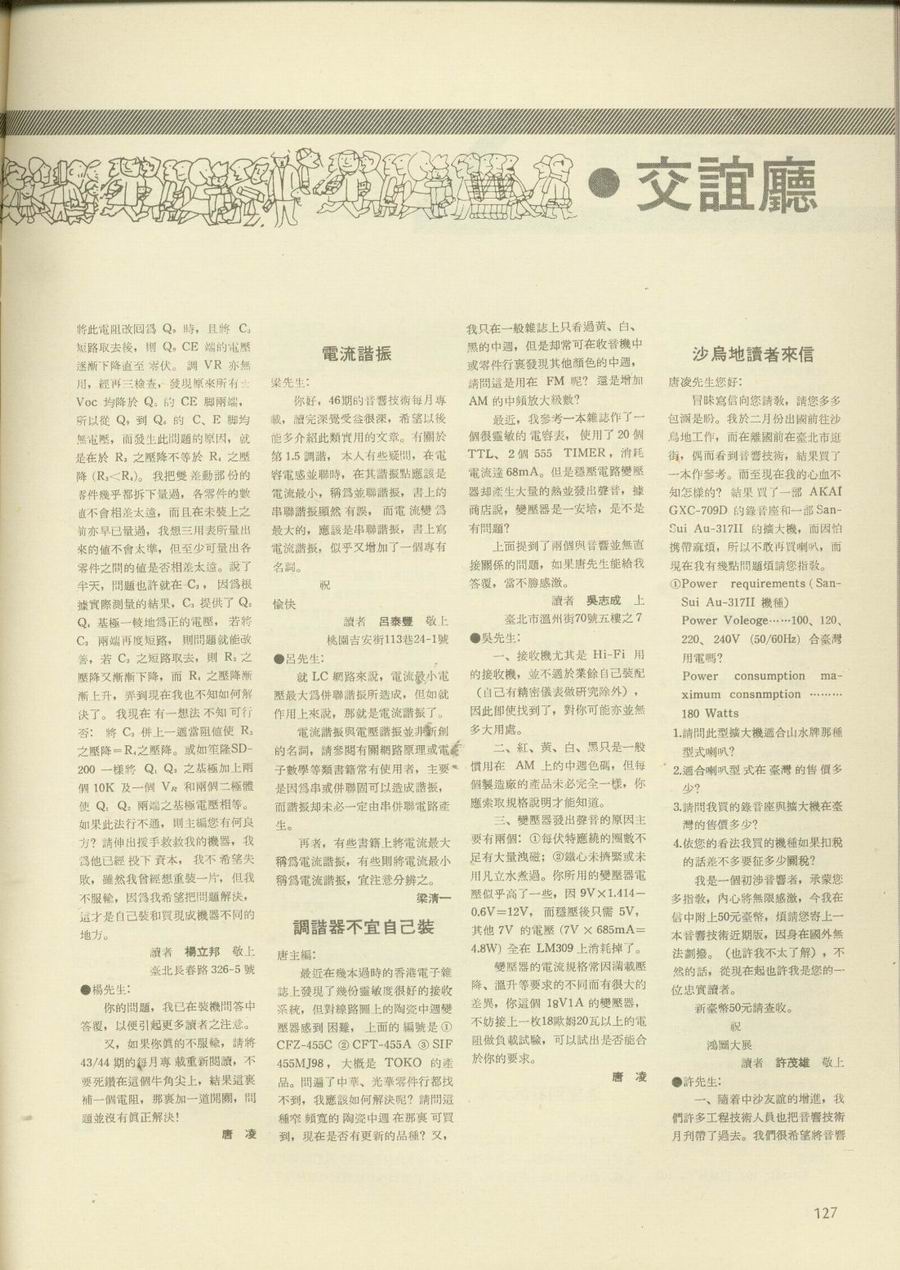 ●交誼廳
將此電阻改回爲 Q₉ 時，且將 C₃
短路取去後，則 Q₉ CE 端的電壓
逐漸下降直至 零伏。 調 VR 亦無
用，經再三檢查，發現原來所有±
Voc 均降於 Q₉ 的 CE 脚兩端，
所以從 Q₁ 到 Q₈ 的 C、E 脚均
無電壓，而發生此問題的原因，就
是在於 R₃ 之壓降不等於 R₄ 之壓
降 (R₃＜R₄)。 我把雙 差動部 份的
零件幾乎都拆下量過，各零件的數
值不會相差太遠，而且在未裝上之
前亦早已量過，我想三用表所量出
來的值不會太準，但至少可量出各
零件之間的值是否相差太遠。說了
半天，問題也許就在 C₃ ， 因爲根
據實際測量的結果，C₃ 提供了 Q₂
Q₁ 基極一較地爲正的電壓， 若將
C₃ 兩端再度短路， 則問題就能改
善，若 C₃ 之短路取去，則 R₃ 之
壓降又漸漸下降，而 R₄ 之壓降漸
漸上升，弄到現在我也不知如何解
決了。 我現在 有一想法 不知 可行
否： 將 C₃ 併上一適當阻值使 R₃
之壓降＝R₄之壓降。或如笙隆SD-
200 一樣將 Q₁ Q₂ 之基極加上兩
個 10K 及一個 VR 和兩個二極體
使 Q₁ Q₂ 兩端之基極電壓相等。
如果此法行不通，則主編您有何良
方？請伸出援手救救我的機器，我
爲他已經 投下 資本， 我不 希望失
敗，雖然我曾經想重裝一片，但我
不服輸，因爲我希望把問題解決，
這才是自己裝和買現成機器不同的
地方。
讀者　楊立邦　敬上
臺北長春路 326-5 號
●楊先生：
你的問題，我已在裝機問答中
答覆，以便引起更多讀者之注意。
又，如果你眞的不服輸，請將
43/44 期的每月專 載重新閱讀，不
要死鑽在這個牛角尖上，結果這裏
補一個電阻，那裏加一道開關，問
題並沒有眞正解決！
唐　凌
電流諧振
梁先生：
你好，46期的音響技術每月專
載，讀完深覺受益很深，希望以後
能多介紹此類實用的文章。有關於
第 1.5 調諧， 本人有些疑問，在電
容電感並聯時，在其諧振點應該是
電流最小，稱爲並聯諧振，書上的
串聯諧振顯然 有誤， 而電 流變 爲
最大的，應該是串聯諧振，書上寫
電流諧振，似乎又增加了一個專有
名詞。
祝
愉快
讀者　呂泰豐　敬上
桃園吉安街113巷24-1號
●呂先生：
就 LC 網路來說，電流最小電
壓最大爲併聯諧振所造成，但如就
作用上來說，那就是電流諧振了。
電流諧振與電壓諧振並非新創
的名詞，請參閱有關網路原理或電
子數學等類書籍常有使用者，主要
是因爲串或併聯固可以造成諧振，
而諧振却未必一定由串併聯電路產
生。
再者，有些書籍上將電流最大
稱爲電流諧振，有些則將電流最小
稱爲電流諧振，宜注意分辨之。
梁清一
調諧器不宜自己裝
唐主編：
最近在幾本過時的香港電子雜
誌上發現了幾份靈敏度很好的接收
系統，但對線路圖上的陶瓷中週變
壓器感到 困難， 上面的 編號是①
CFZ-455C ② CFT-455A ③ SIF
455MJ98 ， 大概是 TOKO 的產
品。問遍了中華、光華零件行都找
不到，我應該如何解決呢？請問這
種窄 頻寬的 陶瓷中週 在那裏 可買
到，現在是否有更新的品種？又，
我只在一般雜誌上只看過黃、白、
黑的中週，但是却常可在收音機中
或零件行裏發現其他顏色的中週，
請問這是用在 FM 呢？ 還是增加
AM 的中頻放大級數？
最近，我參考一本雜誌作了一
個很靈敏的 電容表， 使用了 20 個
TTL、 2 個 555 TIMER ，消耗
電流達 68mA。但是穩壓電路變壓
器却產生大量的熱並發出聲音，據
商店說，變壓器是一安培，是不是
有問題？
上面提到了兩個與音響並無直
接關係的問題，如果唐先生能給我
答覆，當不勝感激。
讀者　吳志成　上
臺北市溫州街70號五樓之 7
●吳先生：
一、接收機尤其是 Hi-Fi 用
的接收機，並不適於業餘自己裝配
（自己有精密儀表做研究除外），
因此即使找到了，對你可能亦並無
多大用處。
二、紅、黃、白、黑只是一般
慣用在　AM 上的中週色碼，但每
個製造廠的產品未必完全一樣，你
應索取規格說明才能知道。
三、變壓器發出聲音的原因主
要有兩個：①每伏特應繞的圈數不
足有大量洩磁；②鐵心未擠緊或未
用凡立水煮過。你所用的變壓器電
壓似乎高了一些，因 9V×1.414－
0.6V＝12V， 而穩壓後只需 5V，
其他 7V 的電壓 (7V × 685mA＝
4.8W) 全在 LM309 上消耗掉了。
變壓器的電流規格常因滿載壓
降、溫升等要求的不同而有很大的
差異，你這個 18V1A 的變壓器，
不妨接上一枚18歐姆20瓦以上的電
阻做負載試驗，可以試出是否能合
於你的要求。
唐　凌
沙烏地讀者來信
唐凌先生您好：
冒昧寫信向您請敎，請您多多
包涵是盼。我於二月份出國前往沙
烏地工作，而在離國前在臺北市逛
街，偶而看到音響技術，結果買了
一本作參考。而至現在我的心血不
知怎樣的？ 結果 買了一部 AKAI
GXC-709D 的錄音座和一部 San-
Sui Au-317II 的擴大機，而因怕
携帶麻煩，所以不敢再買喇叭，而
現在我有幾點問題煩請您指敎。
①Power requirements ( San-
Sui Au-317II 機種）
Power Voleoge……100、120、
220、 240V (50/60Hz) 合臺灣
用電嗎？
Power consumption ma-
ximum consnmption ………
180 Watts
1.請問此型擴大機適合山水牌那種
型式喇叭？
2.適合喇叭型 式在 臺灣 的售 價多
少？
3.請問我買的錄音座與擴大機在臺
灣的售價多少？
4.依您的看法我買的機種如果扣稅
的話差不多要征多少關稅？
我是一個初涉音響者，承蒙您
多指敎，內心將無限感激，今我在
信中附上50元臺幣，煩請您寄上一
本音響技術近期版，因身在國外無
法劃撥。（也許我不太了解），不
然的話，從現在起也許我是您的一
位忠實讀者。
新臺幣50元請查收。
祝
鴻圖大展
讀者　許茂雄　敬上
●許先生：
一、隨着中沙友誼的增進，我
們許多工程技術人員也把音響技術
月刋帶了過去。我們很希望將音響
127